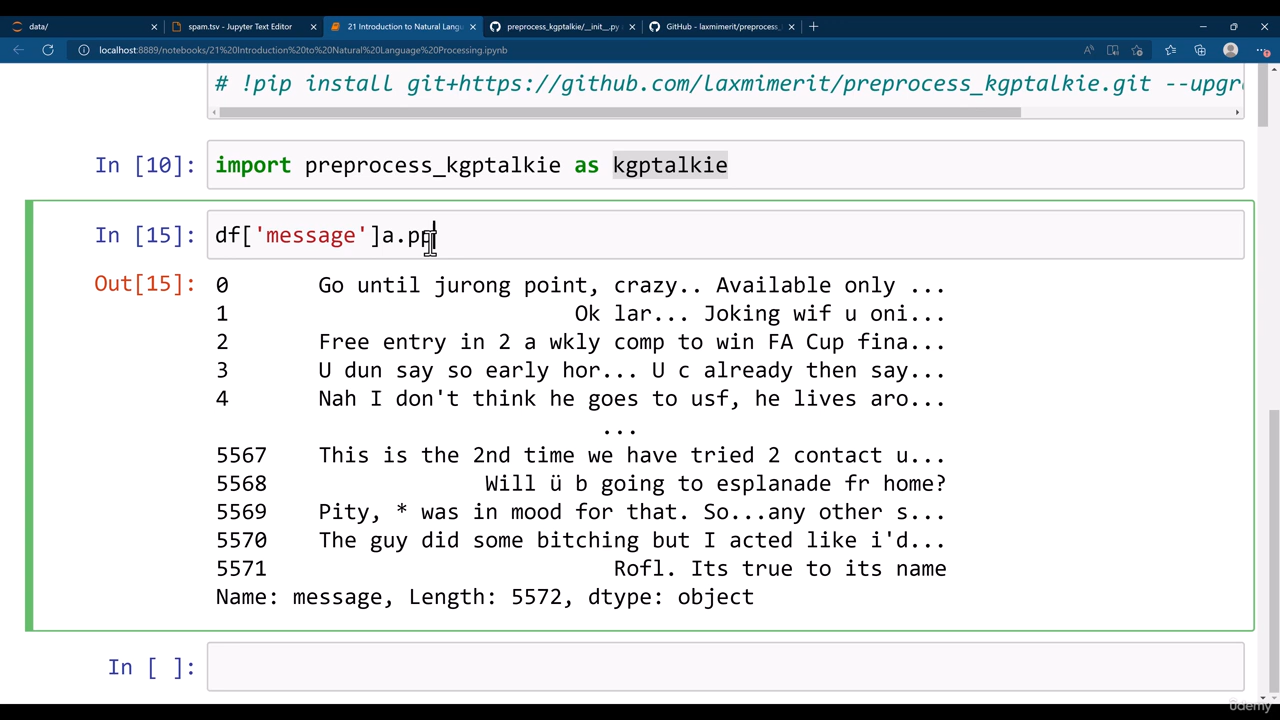 data/
spam.tsv - Jupyter Text Editor
21 Introduction to Natural Langu
preprocess_kgptalkie/__init__.py
GitHub - laxmimerit/preprocess_
localhost:8889/notebooks/21%20Introduction%20to%20Natural%20Language%20Processing.ipynb
# !pip install git+https://github.com/laxmimerit/preprocess_kgptalkie.git --upgr
In [10]: import preprocess_kgptalkie as kgptalkie
In [15]: df['message']a.pp
Out[15]: 0 Go until jurong point, crazy.. Available only ...
1 Ok lar... Joking wif u oni...
2 Free entry in 2 a wkly comp to win FA Cup fina...
3 U dun say so early hor... U c already then say...
4 Nah I don't think he goes to usf, he lives aro...
...
5567 This is the 2nd time we have tried 2 contact u...
5568 Will ü b going to esplanade fr home?
5569 Pity, * was in mood for that. So...any other s...
5570 The guy did some bitching but I acted like i'd...
5571 Rofl. Its true to its name
Name: message, Length: 5572, dtype: object
In [ ]:
ûdemy